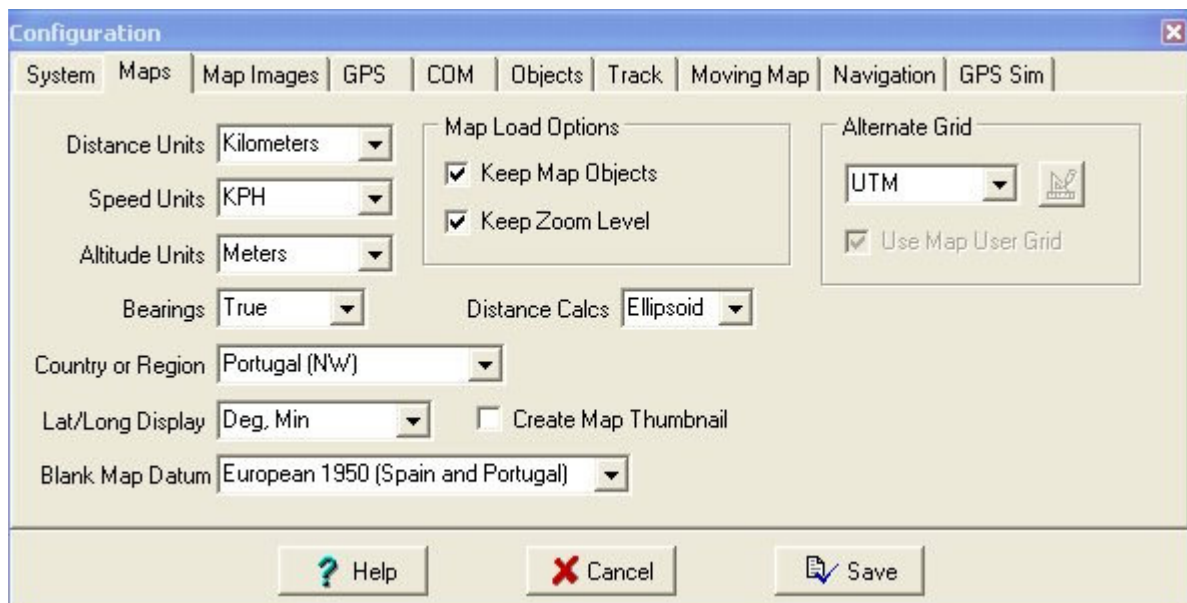 Configuration
System Maps Map Images GPS COM Objects Track Moving Map Navigation GPS Sim
Distance Units Kilometers
Speed Units KPH
Altitude Units Meters
Map Load Options
Keep Map Objects
Keep Zoom Level
Alternate Grid
UTM
Use Map User Grid
Bearings True
Distance Calcs Ellipsoid
Country or Region Portugal (NW)
Lat/Long Display Deg, Min
Create Map Thumbnail
Blank Map Datum European 1950 (Spain and Portugal)
? Help
Cancel
Save